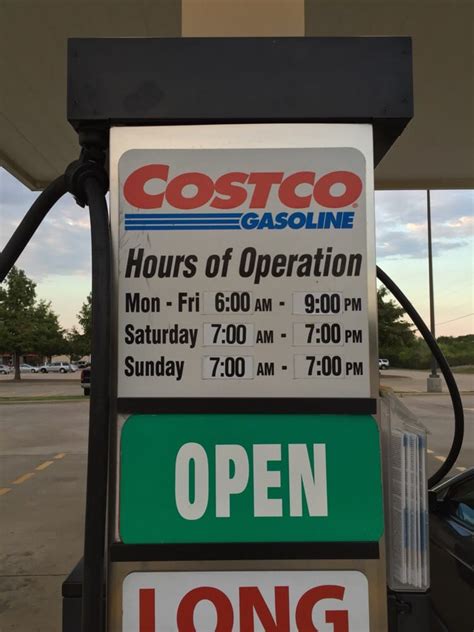 COSTCO
GASOLINE
Hours of Operation
Mon - Fri 6:00 AM - 9:00 PM
Saturday 7:00 AM - 7:00 PM
Sunday 7:00 AM - 7:00 PM
OPEN
LONG